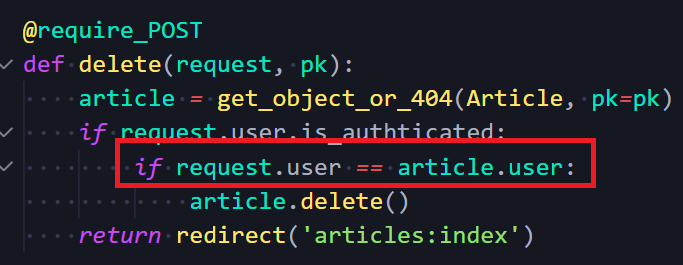 @require_POST
def delete(request, pk):
article = get_object_or_404(Article, pk=pk)
if request.user.is_authticated:
if request.user == article.user:
article.delete()
return redirect('articles:index')